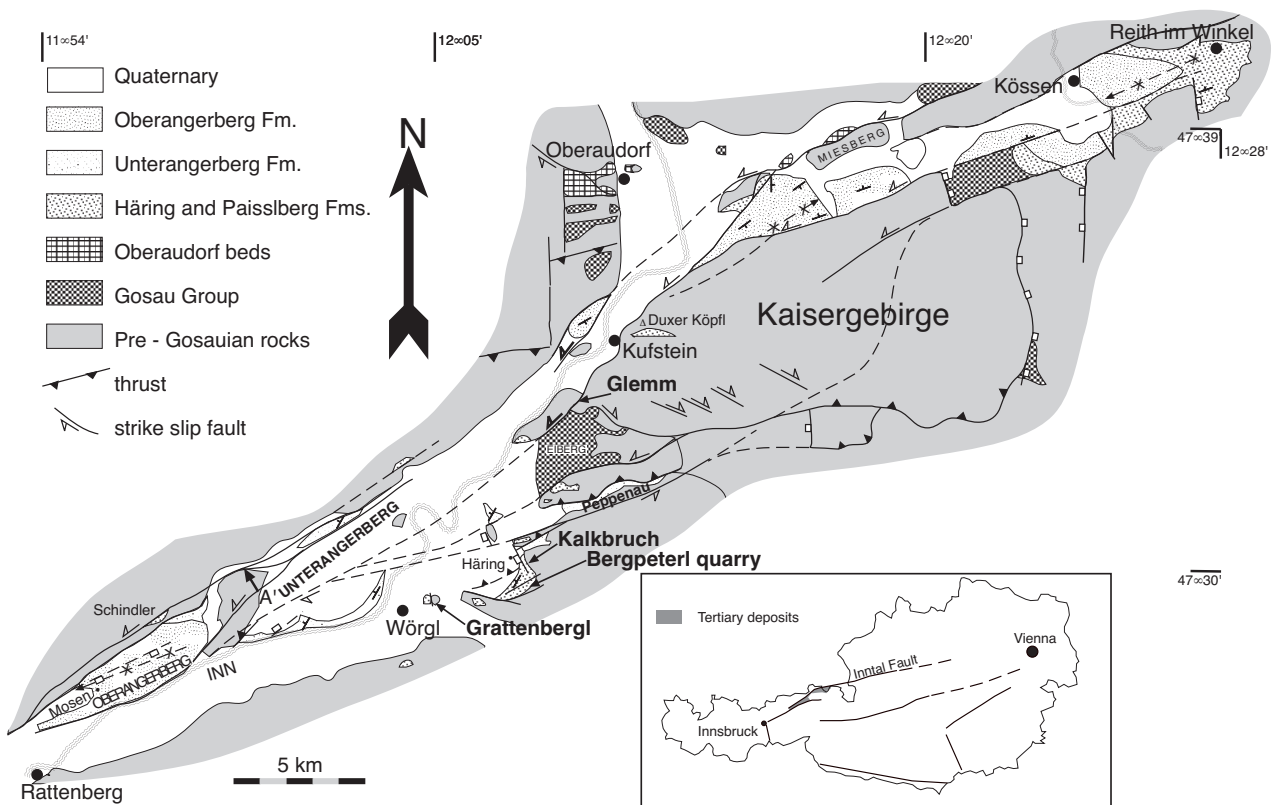 11∞54'
12∞05'
12∞20'
Reith im Winkel
Kössen
47∞39
12∞28'
Quaternary
Oberangerberg Fm.
Unterangerberg Fm.
Häring and Paisslberg Fms.
Oberaudorf beds
Gosau Group
Pre - Gosauian rocks
thrust
strike slip fault
N
Oberaudorf
MIESBERG
Kaisergebirge
Duxer Köpfl
Kufstein
Glemm
EIBERG
Peppenau
UNTERANGERBERG
A'
Kalkbruch
Häring
Bergpeterl quarry
47∞30'
Schindler
Wörgl
Grattenbergl
INN
OBERANGERBERG
Mosen
Rattenberg
5 km
Tertiary deposits
Vienna
Inntal Fault
Innsbruck